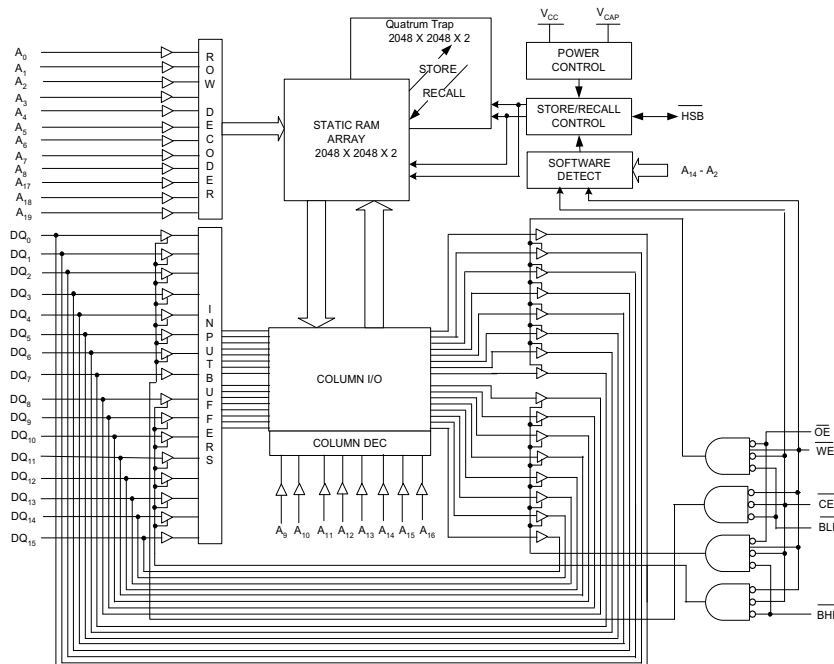 Quatrum Trap
2048 X 2048 X 2
STORE
RECALL
STATIC RAM
ARRAY
2048 X 2048 X 2
VCC
VCAP
POWER
CONTROL
STORE/RECALL
CONTROL
HSB
SOFTWARE
DETECT
A14 - A2
A0
A1
A2
A3
A4
A5
A6
A7
A8
A17
A18
A19
ROW DECODER
DQ0
DQ1
DQ2
DQ3
DQ4
DQ5
DQ6
DQ7
DQ8
DQ9
DQ10
DQ11
DQ12
DQ13
DQ14
DQ15
INPUTBUFFERS
COLUMN I/O
COLUMN DEC
A9
A10
A11
A12
A13
A14
A15
A16
OE
WE
CE